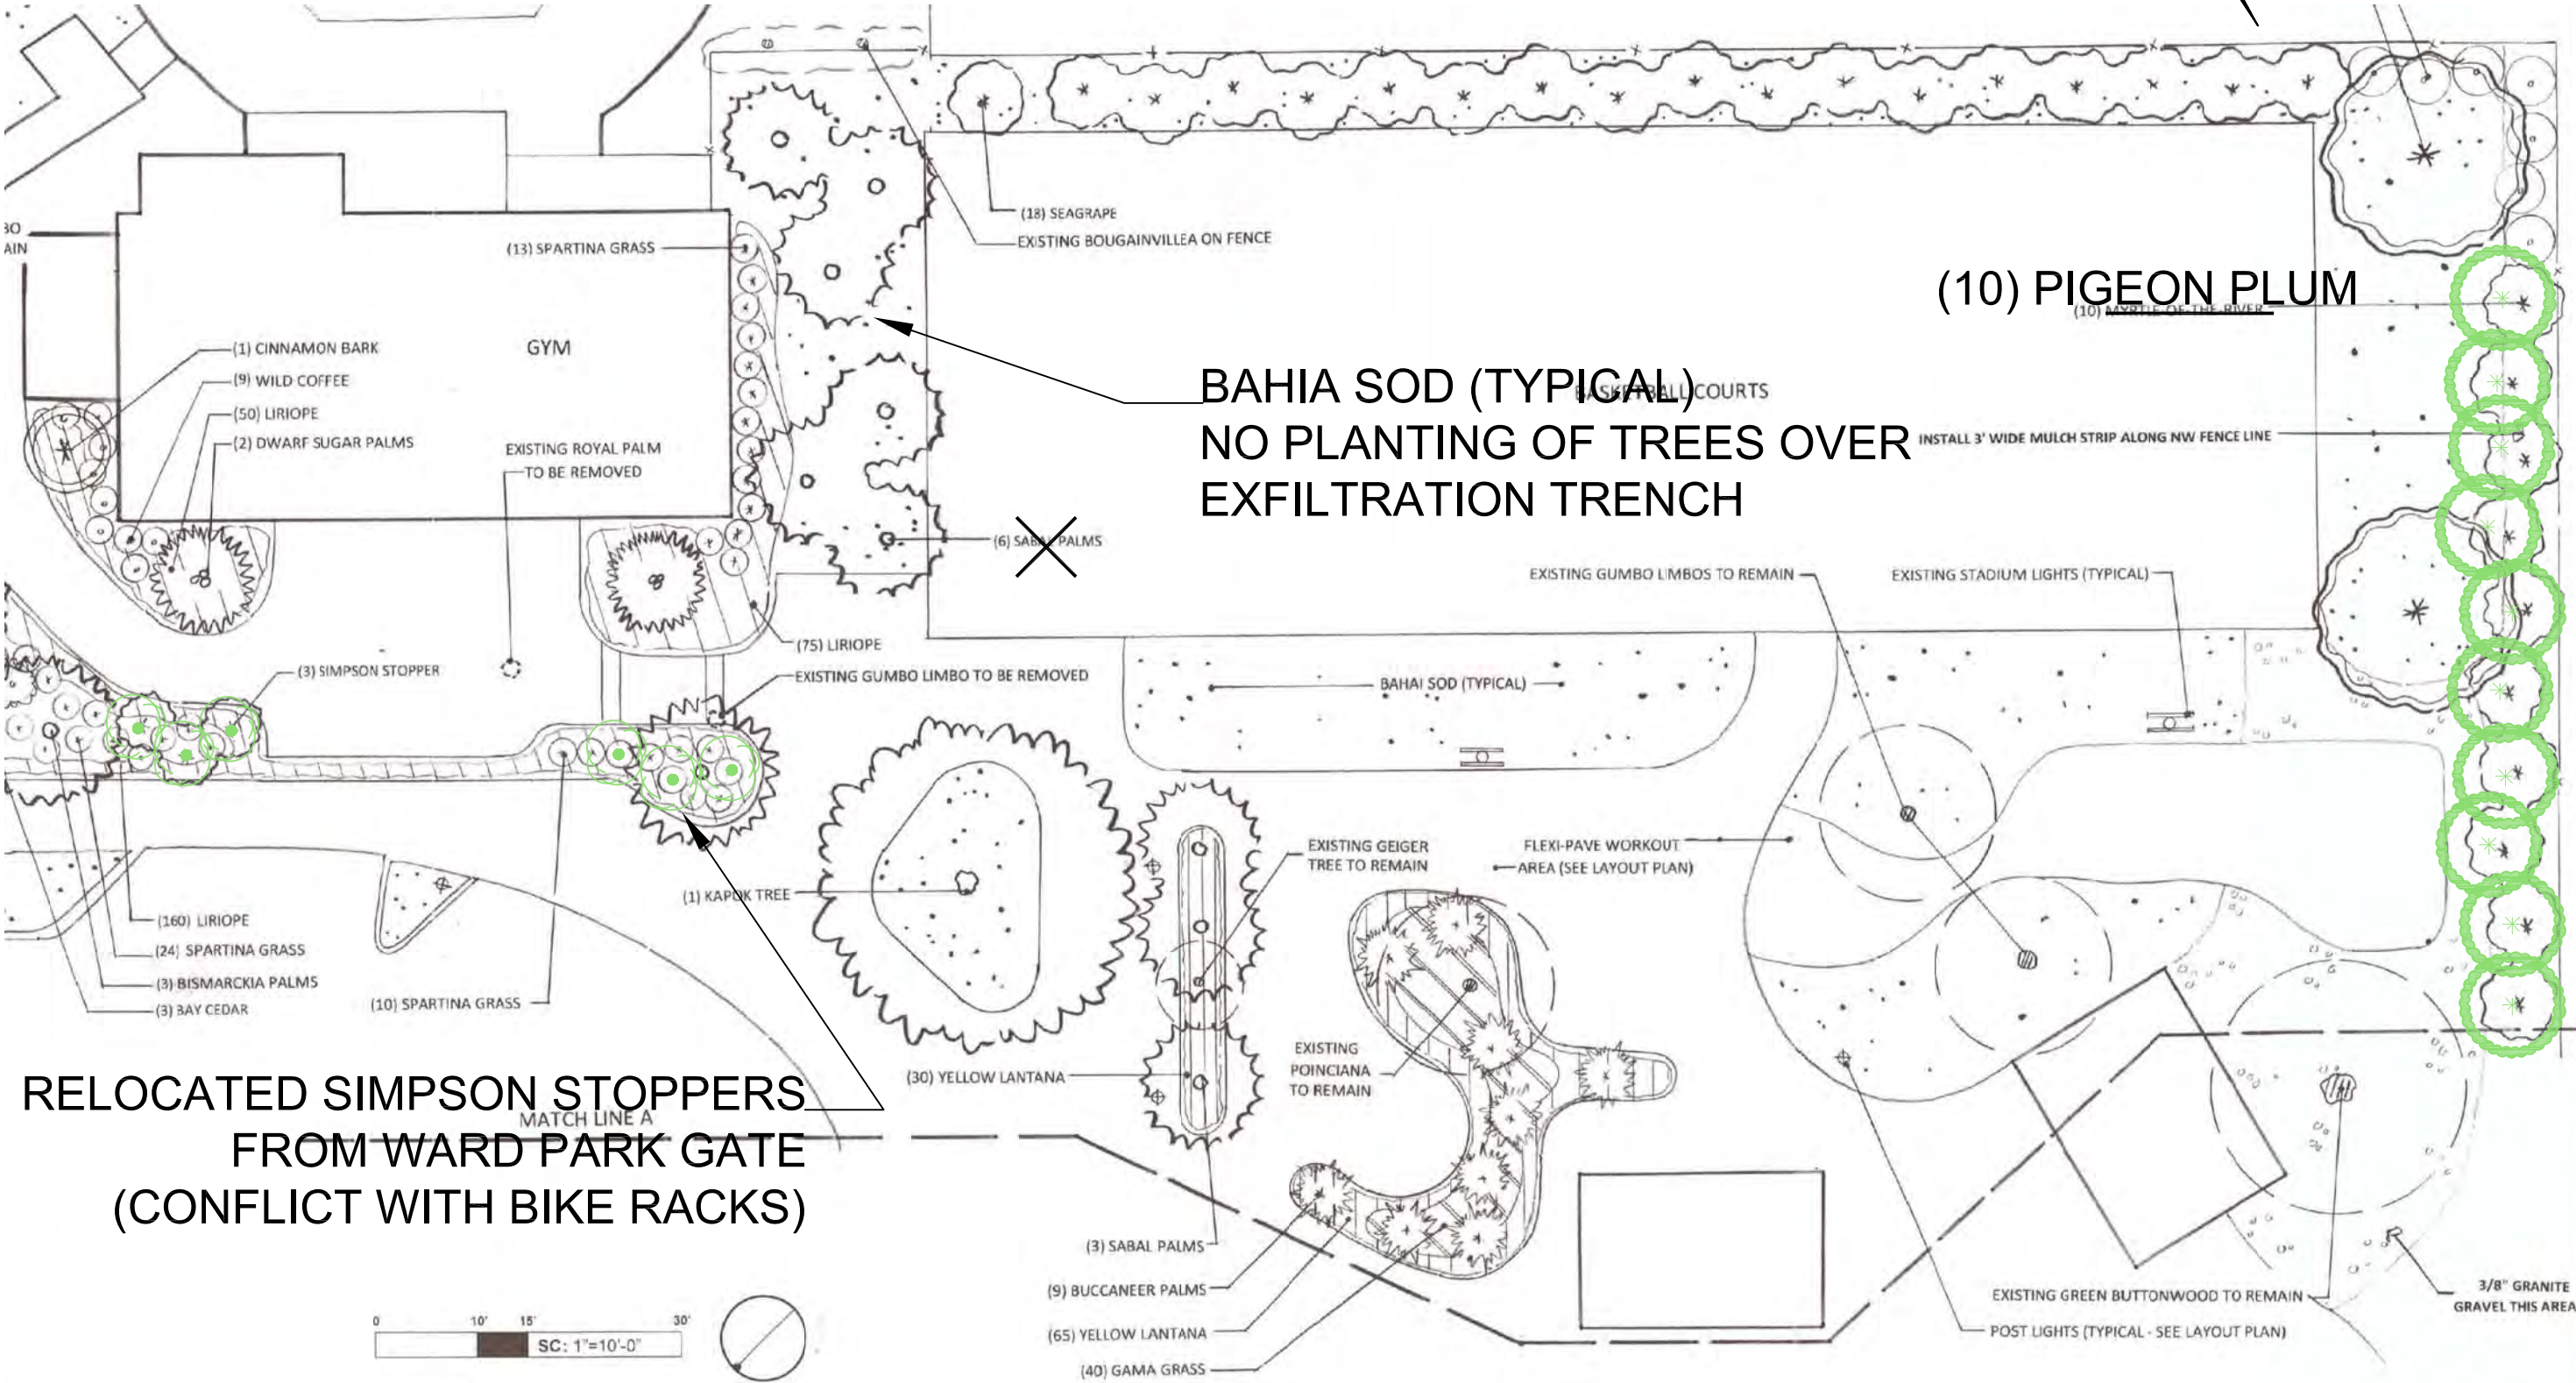 BO
AIN
(13) SPARTINA GRASS
(18) SEAGRAPE
EXISTING BOUGAINVILLEA ON FENCE
(10) PIGEON PLUM
(10) MYRTLE-OF-THE-RIVER
(1) CINNAMON BARK
(9) WILD COFFEE
(50) LIRIOPE
(2) DWARF SUGAR PALMS
GYM
EXISTING ROYAL PALM
TO BE REMOVED
BASKETBALL COURTS
BAHIA SOD (TYPICAL)
NO PLANTING OF TREES OVER
EXFILTRATION TRENCH
INSTALL 3' WIDE MULCH STRIP ALONG NW FENCE LINE
(6) SABAL PALMS
EXISTING GUMBO LIMBOS TO REMAIN
EXISTING STADIUM LIGHTS (TYPICAL)
(75) LIRIOPE
(3) SIMPSON STOPPER
EXISTING GUMBO LIMBO TO BE REMOVED
BAHAI SOD (TYPICAL)
(1) KAPOK TREE
EXISTING GEIGER
TREE TO REMAIN
FLEXI-PAVE WORKOUT
AREA (SEE LAYOUT PLAN)
(160) LIRIOPE
(24) SPARTINA GRASS
(3) BISMARCKIA PALMS
(3) BAY CEDAR
(10) SPARTINA GRASS
(30) YELLOW LANTANA
EXISTING
POINCIANA
TO REMAIN
RELOCATED SIMPSON STOPPERS
FROM WARD PARK GATE
(CONFLICT WITH BIKE RACKS)
MATCH LINE A
(3) SABAL PALMS
(9) BUCCANEER PALMS
(65) YELLOW LANTANA
(40) GAMA GRASS
EXISTING GREEN BUTTONWOOD TO REMAIN
POST LIGHTS (TYPICAL - SEE LAYOUT PLAN)
3/8" GRANITE
GRAVEL THIS AREA
0 10' 15' 30'
SC: 1"=10'-0"